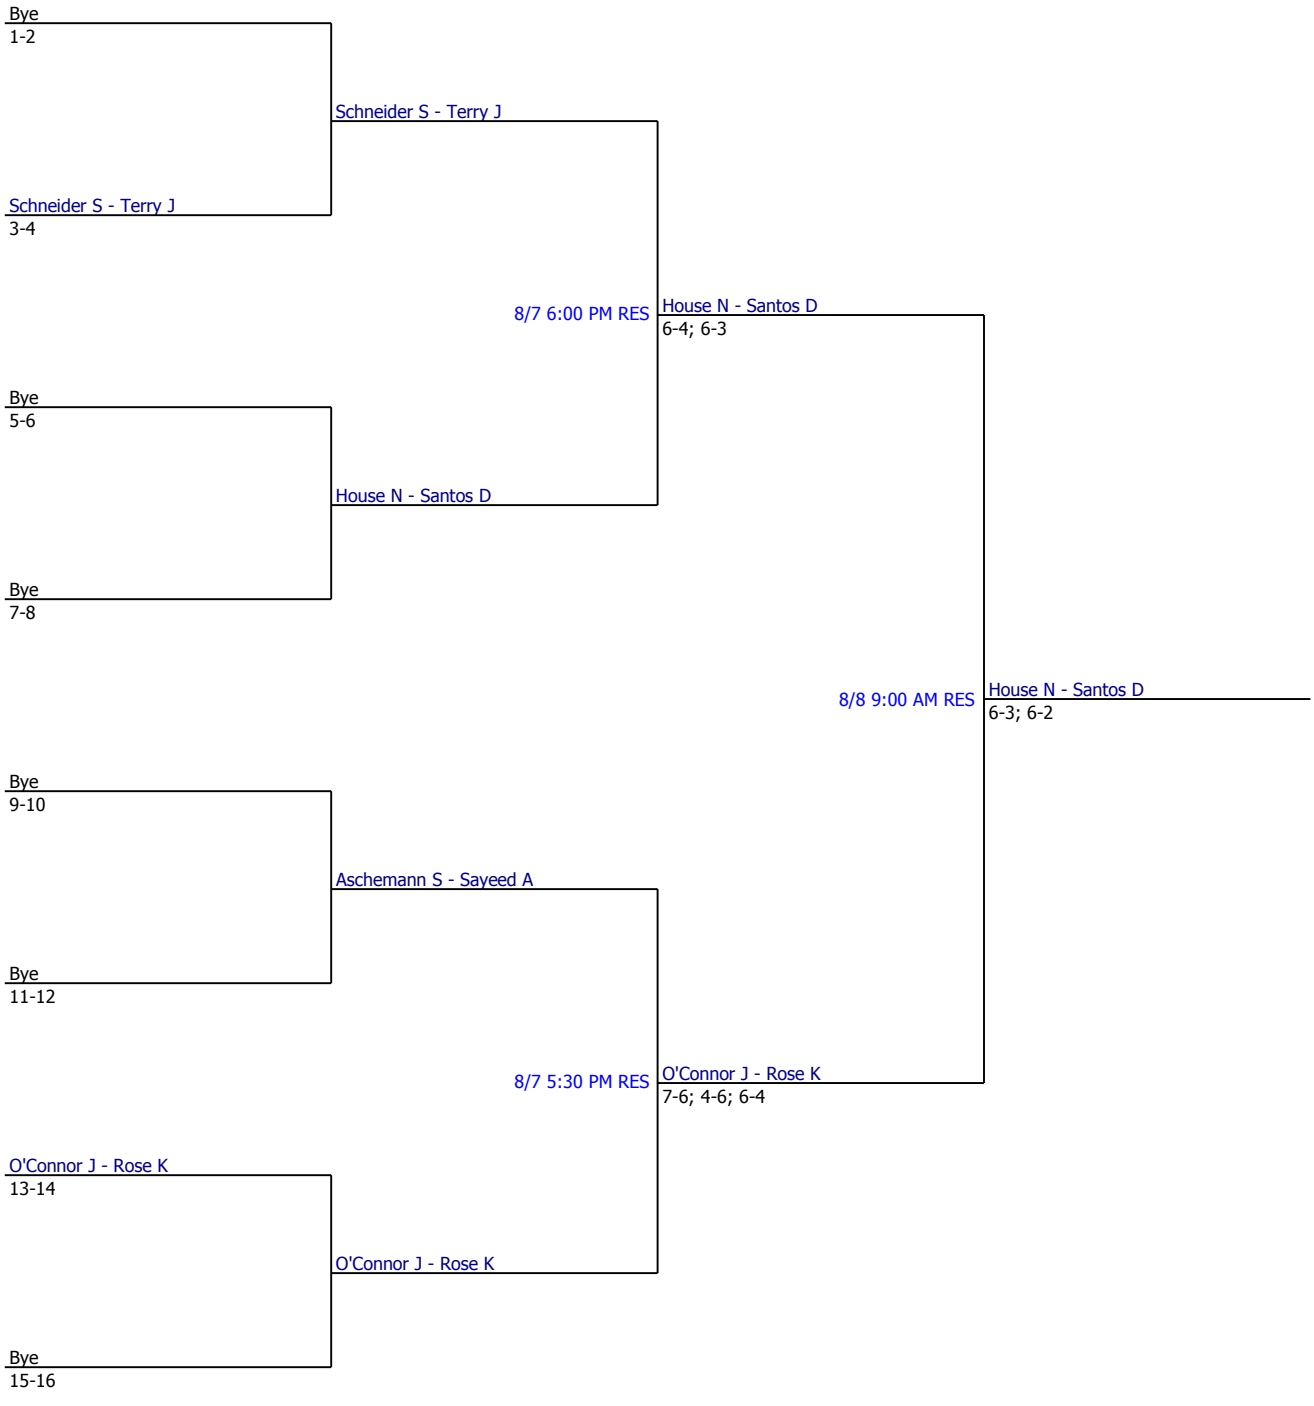 Bye
1-2
Schneider S - Terry J
Schneider S - Terry J
3-4
8/7 6:00 PM RES
House N - Santos D
6-4; 6-3
Bye
5-6
House N - Santos D
Bye
7-8
8/8 9:00 AM RES
House N - Santos D
6-3; 6-2
Bye
9-10
Aschemann S - Sayeed A
Bye
11-12
8/7 5:30 PM RES
O'Connor J - Rose K
7-6; 4-6; 6-4
O'Connor J - Rose K
13-14
O'Connor J - Rose K
Bye
15-16